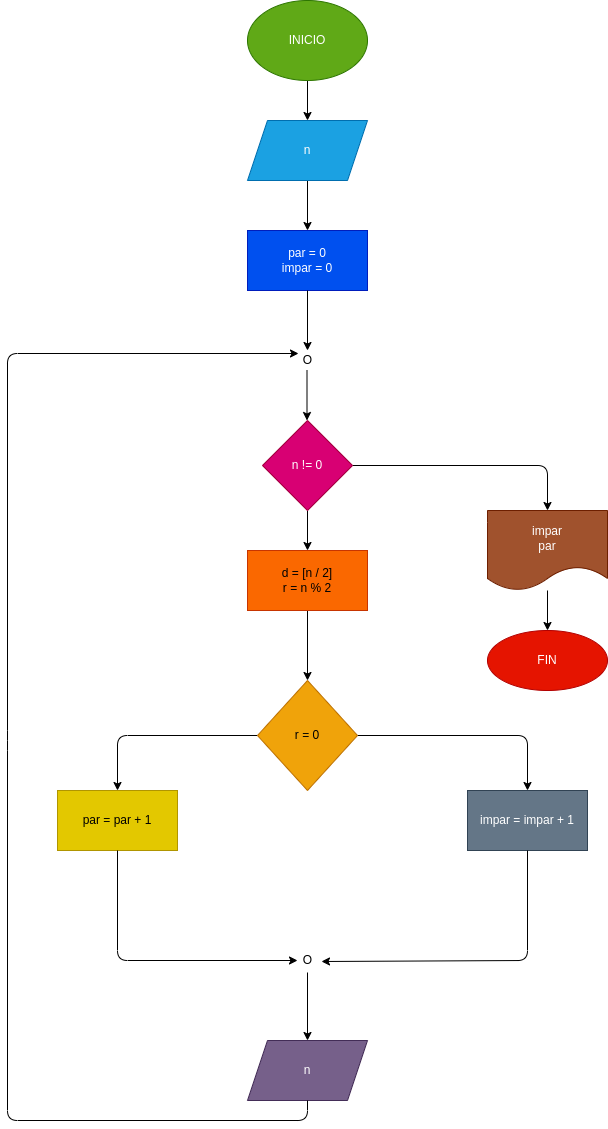 INICIO
n
par = 0
impar = 0
O
n != 0
impar
par
d = [n / 2]
r = n % 2
FIN
r = 0
par = par + 1
impar = impar + 1
O
n